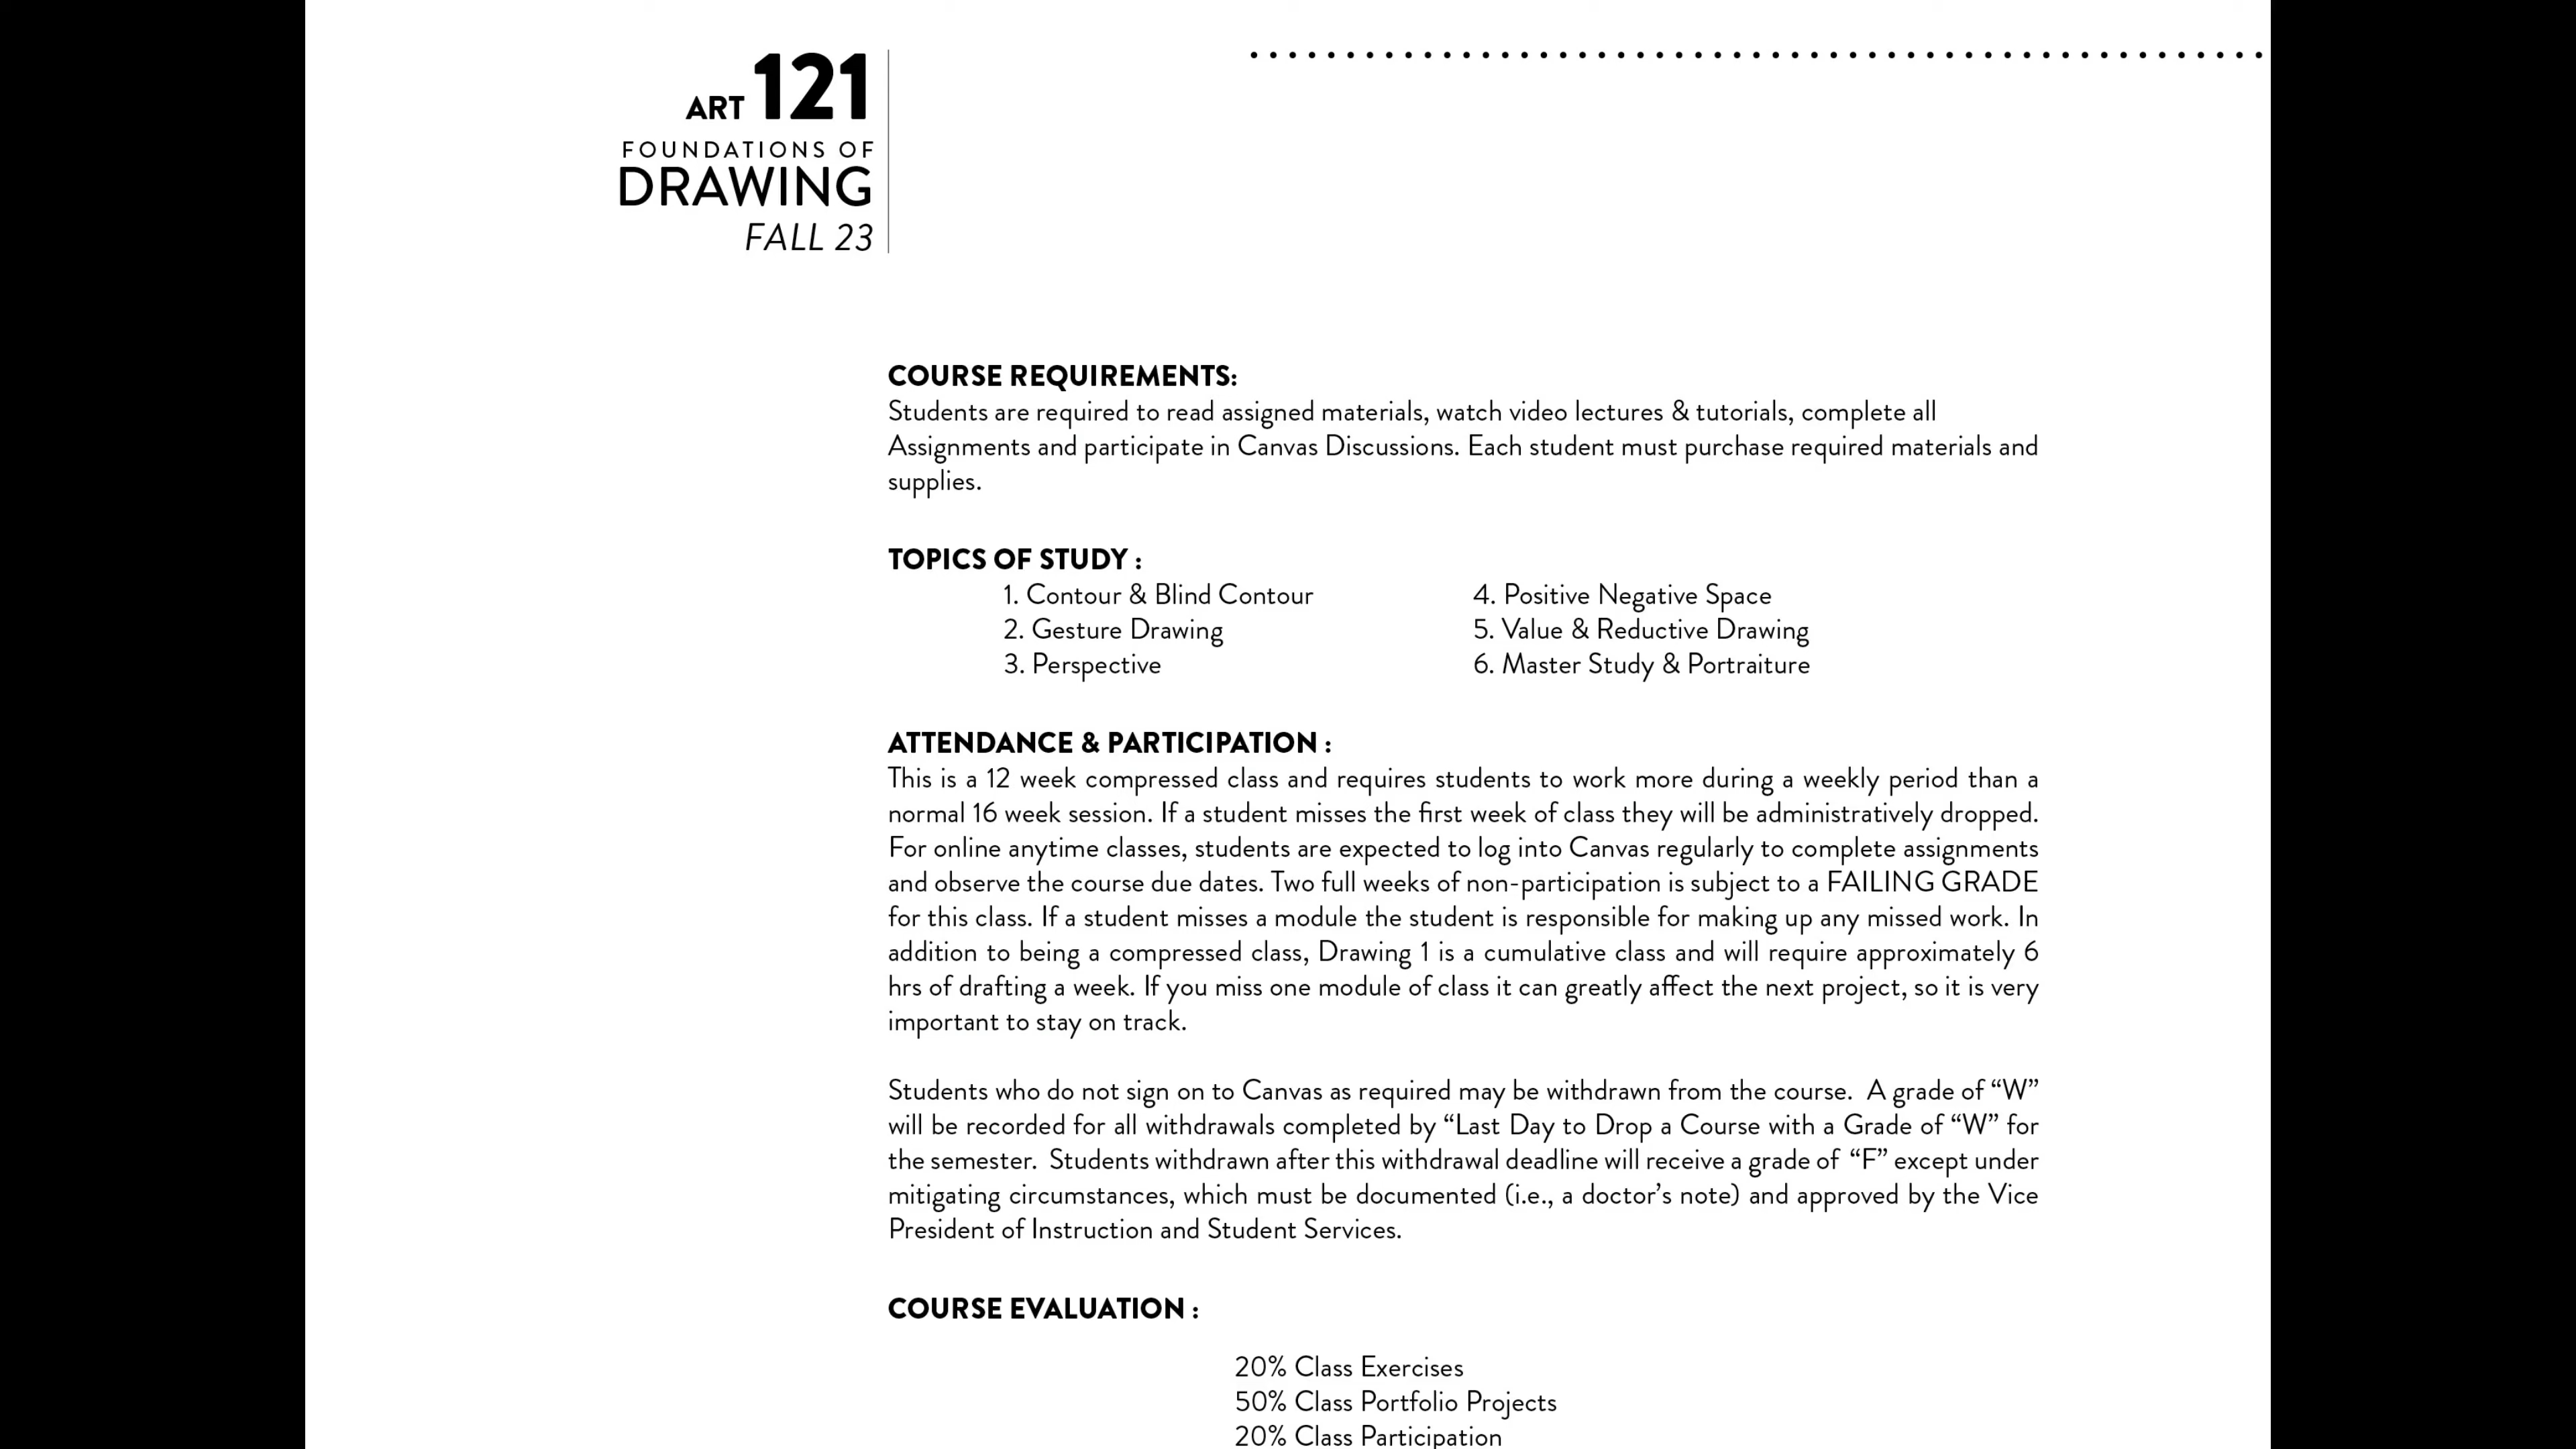 ART 121
FOUNDATIONS OF
DRAWING
FALL 23
COURSE REQUIREMENTS:
Students are required to read assigned materials, watch video lectures & tutorials, complete all
Assignments and participate in Canvas Discussions. Each student must purchase required materials and
supplies.
TOPICS OF STUDY :
1. Contour & Blind Contour
2. Gesture Drawing
3. Perspective
4. Positive Negative Space
5. Value & Reductive Drawing
6. Master Study & Portraiture
ATTENDANCE & PARTICIPATION :
This is a 12 week compressed class and requires students to work more during a weekly period than a
normal 16 week session. If a student misses the first week of class they will be administratively dropped.
For online anytime classes, students are expected to log into Canvas regularly to complete assignments
and observe the course due dates. Two full weeks of non-participation is subject to a FAILING GRADE
for this class. If a student misses a module the student is responsible for making up any missed work. In
addition to being a compressed class, Drawing 1 is a cumulative class and will require approximately 6
hrs of drafting a week. If you miss one module of class it can greatly affect the next project, so it is very
important to stay on track.
Students who do not sign on to Canvas as required may be withdrawn from the course.  A grade of “W”
will be recorded for all withdrawals completed by “Last Day to Drop a Course with a Grade of “W” for
the semester.  Students withdrawn after this withdrawal deadline will receive a grade of  “F” except under
mitigating circumstances, which must be documented (i.e., a doctor’s note) and approved by the Vice
President of Instruction and Student Services.
COURSE EVALUATION :
20% Class Exercises
50% Class Portfolio Projects
20% Class Participation